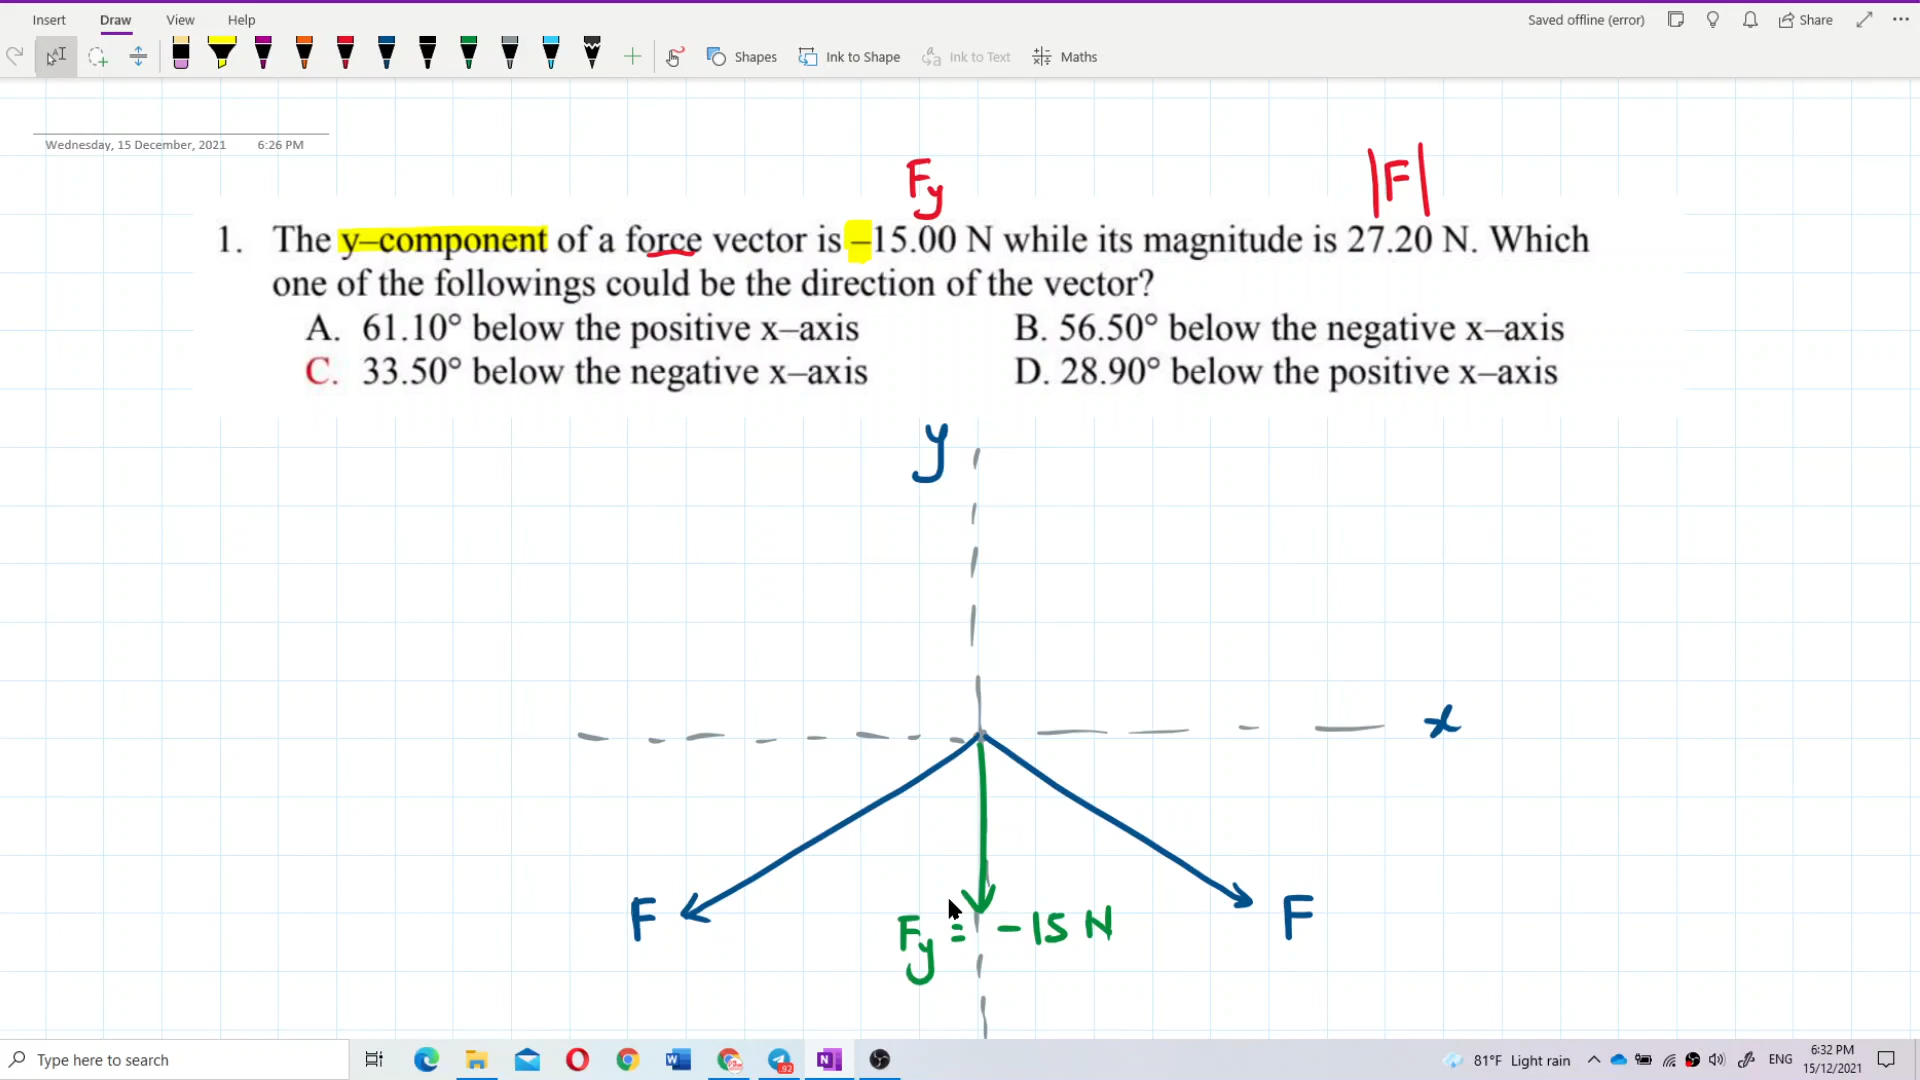 Insert Draw View Help
Saved offline (error) Share
Shapes Ink to Shape Ink to Text Maths
Wednesday, 15 December, 2021 6:26 PM
Fy |F|
1. The y–component of a force vector is –15.00 N while its magnitude is 27.20 N. Which
one of the followings could be the direction of the vector?
A. 61.10° below the positive x–axis B. 56.50° below the negative x–axis
C. 33.50° below the negative x–axis D. 28.90° below the positive x–axis
y
x
F Fy = -15 N F
Type here to search
92
81°F Light rain ENG 6:32 PM
15/12/2021